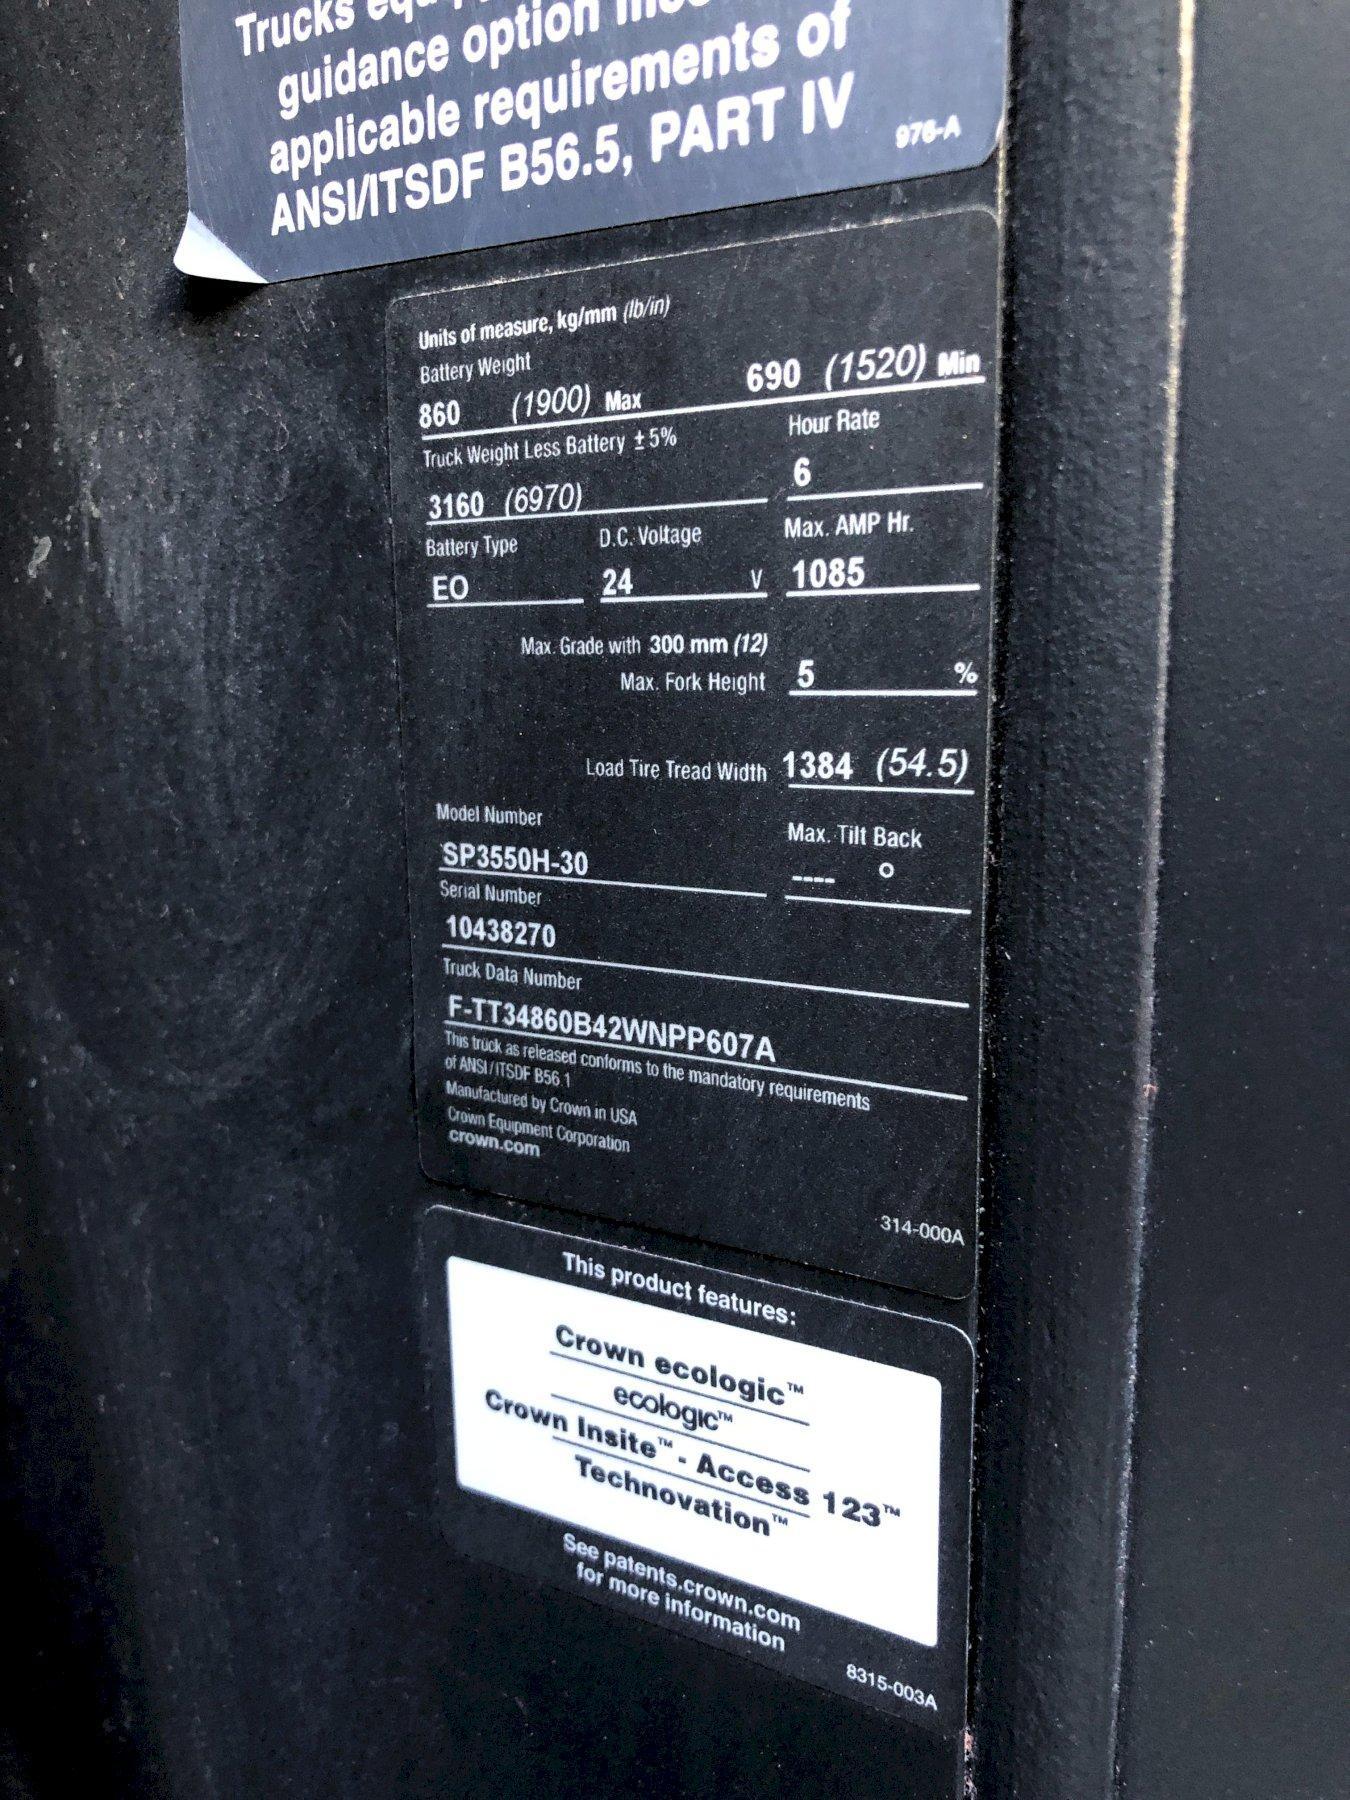 Trucks
guidance option
applicable requirements of
ANSI/ITSDF B56.5, PART IV
976-A
Units of measure, kg/mm (lb/in)
Battery Weight
860 (1900) Max 690 (1520) Min
Truck Weight Less Battery ±5% Hour Rate
3160 (6970) 6
Battery Type D.C. Voltage Max. AMP Hr.
EO 24 V 1085
Max. Grade with 300 mm (12)
Max. Fork Height 5 %
Load Tire Tread Width 1384 (54.5)
Model Number Max. Tilt Back
SP3550H-30 ---- °
Serial Number
10438270
Truck Data Number
F-TT34860B42WNPP607A
This truck as released conforms to the mandatory requirements
of ANSI/ITSDF B56.1
Manufactured by Crown in USA
Crown Equipment Corporation
crown.com
314-000A
This product features:
Crown ecologic™
ecologic™
Crown Insite™ - Access 123™
Technovation™
See patents.crown.com
for more information
8315-003A